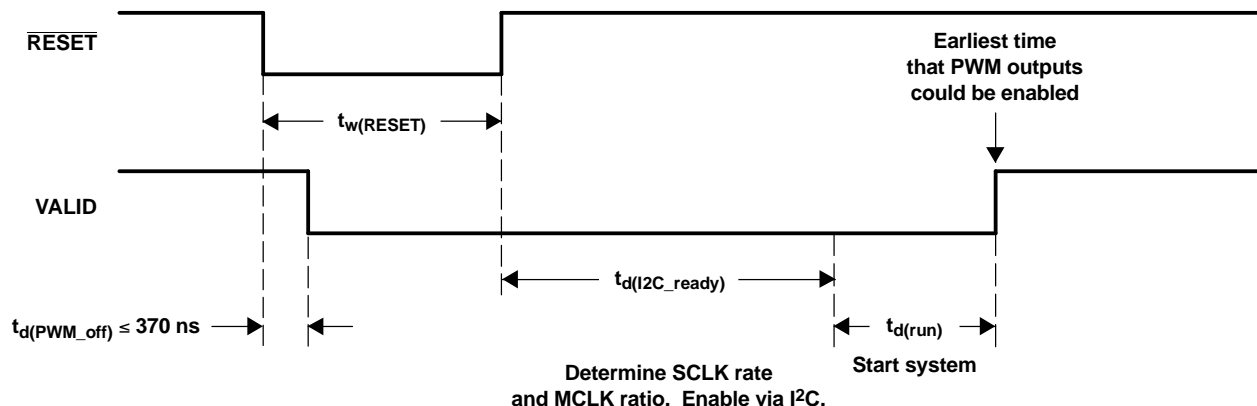 RESET
Earliest time
that PWM outputs
could be enabled
tw(RESET)
VALID
td(I2C_ready)
td(PWM_off) ≤ 370 ns
td(run)
Start system
Determine SCLK rate
and MCLK ratio. Enable via I²C.